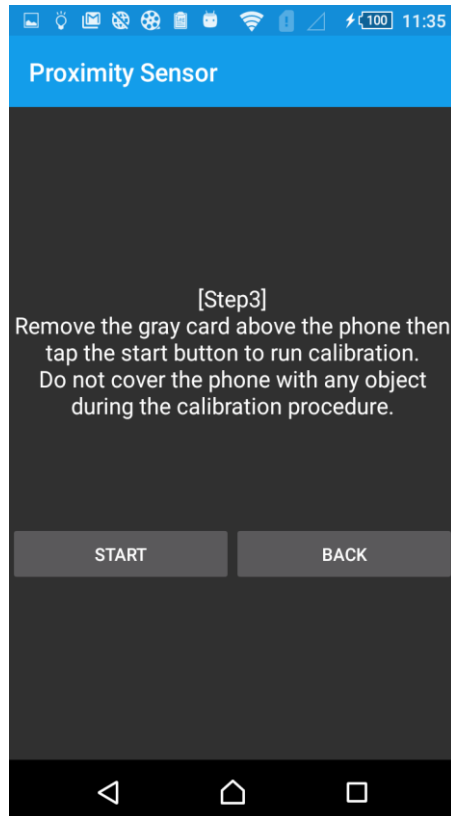 100 11:35
Proximity Sensor
[Step3]
Remove the gray card above the phone then
tap the start button to run calibration.
Do not cover the phone with any object
during the calibration procedure.
START BACK